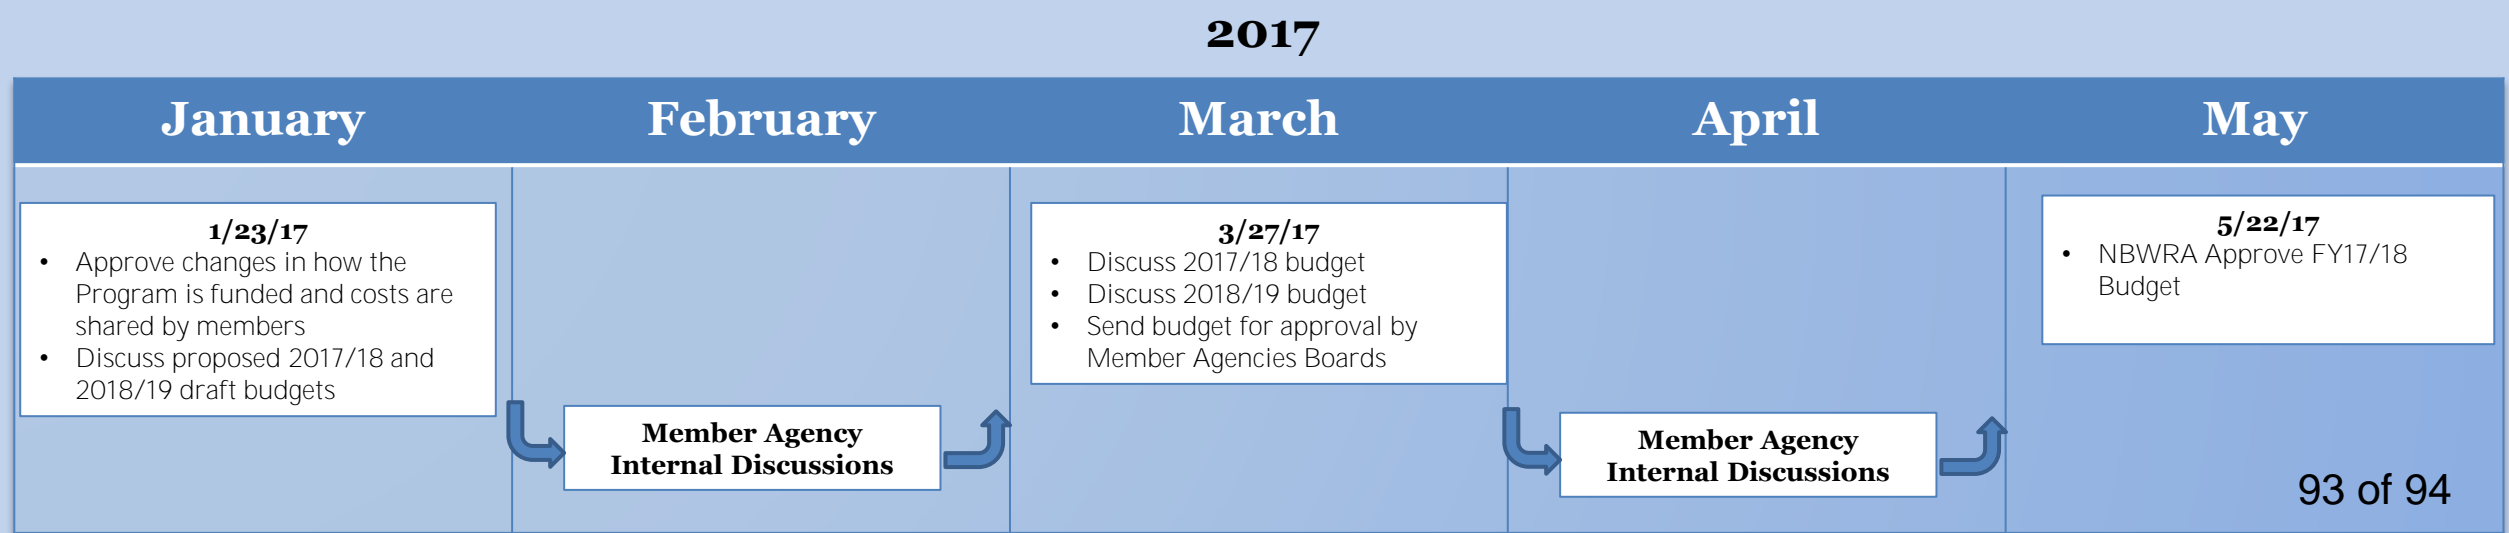 2017
January
February
March
April
May
1/23/17
• Approve changes in how the
Program is funded and costs are
shared by members
• Discuss proposed 2017/18 and
2018/19 draft budgets
Member Agency
Internal Discussions
3/27/17
• Discuss 2017/18 budget
• Discuss 2018/19 budget
• Send budget for approval by
Member Agencies Boards
Member Agency
Internal Discussions
5/22/17
• NBWRA Approve FY17/18
Budget
93 of 94